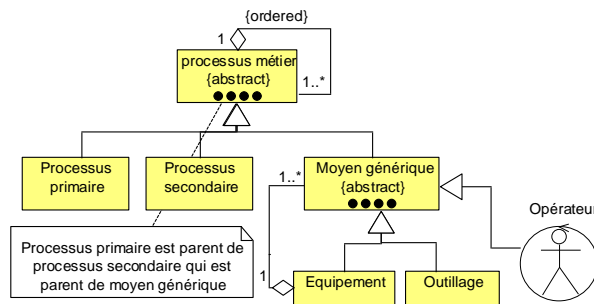 {ordered}
1
processus métier
{abstract}
1..*
Processus
primaire
Processus
secondaire
Moyen générique
{abstract}
1..*
Opérateur
Processus primaire est parent de
processus secondaire qui est
parent de moyen générique
1
Equipement
Outillage